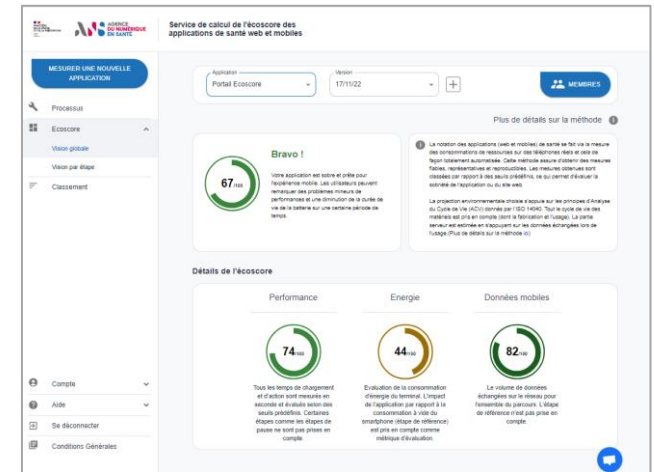 AGENCE
DU NUMÉRIQUE
EN SANTÉ
Service de calcul de l'écoscore des
applications de santé web et mobiles
MESURER UNE NOUVELLE
APPLICATION
Processus
Ecoscore
Vision globale
Vision par étape
Classement
Compte
Aide
Se déconnecter
Conditions Générales
Application
Portail Ecoscore
Version
17/11/22
MEMBRES
Plus de détails sur la méthode
67/100
Bravo !
Votre application est sobre et prête pour
l'expérience mobile. Les utilisateurs peuvent
remarquer des problèmes mineurs de
performances et une diminution de la durée de
vie de la batterie sur une certaine période de
temps.
La notation des applications (web et mobiles) de santé se fait via la mesure
des consommations de ressources sur des téléphones réels et cela de
façon totalement automatisée. Cette méthode assure d'obtenir des mesures
fiables, représentatives et reproductibles. Les mesures obtenues sont
classées par rapport à des seuils prédéfinis, ce qui permet d'évaluer la
sobriété de l'application ou du site web.
La projection environnementale choisie s'appuie sur les principes d'Analyse
du Cycle de Vie (ACV) donnés par l'ISO 14040. Tout le cycle de vie des
matériels est pris en compte (dont la fabrication et l'usage). La partie
serveur est estimée en s'appuyant sur les données échangées lors de
l'usage (Plus de détails sur la méthode ici)
Détails de l'écoscore
Performance
74/100
Tous les temps de chargement
et d'action sont mesurés en
seconde et évalués selon des
seuils prédéfinis. Certaines
étapes comme les étapes de
pause ne sont pas prises en
compte.
Energie
44/100
Evaluation de la consommation
d'énergie du terminal. L'impact
de l'application par rapport à la
consommation à vide du
smartphone (étape de référence)
est pris en compte comme
métrique d'évaluation.
Données mobiles
82/100
Le volume de données
échangées sur le réseau pour
l'ensemble du parcours. L'étape
de référence n'est pas prise en
compte.